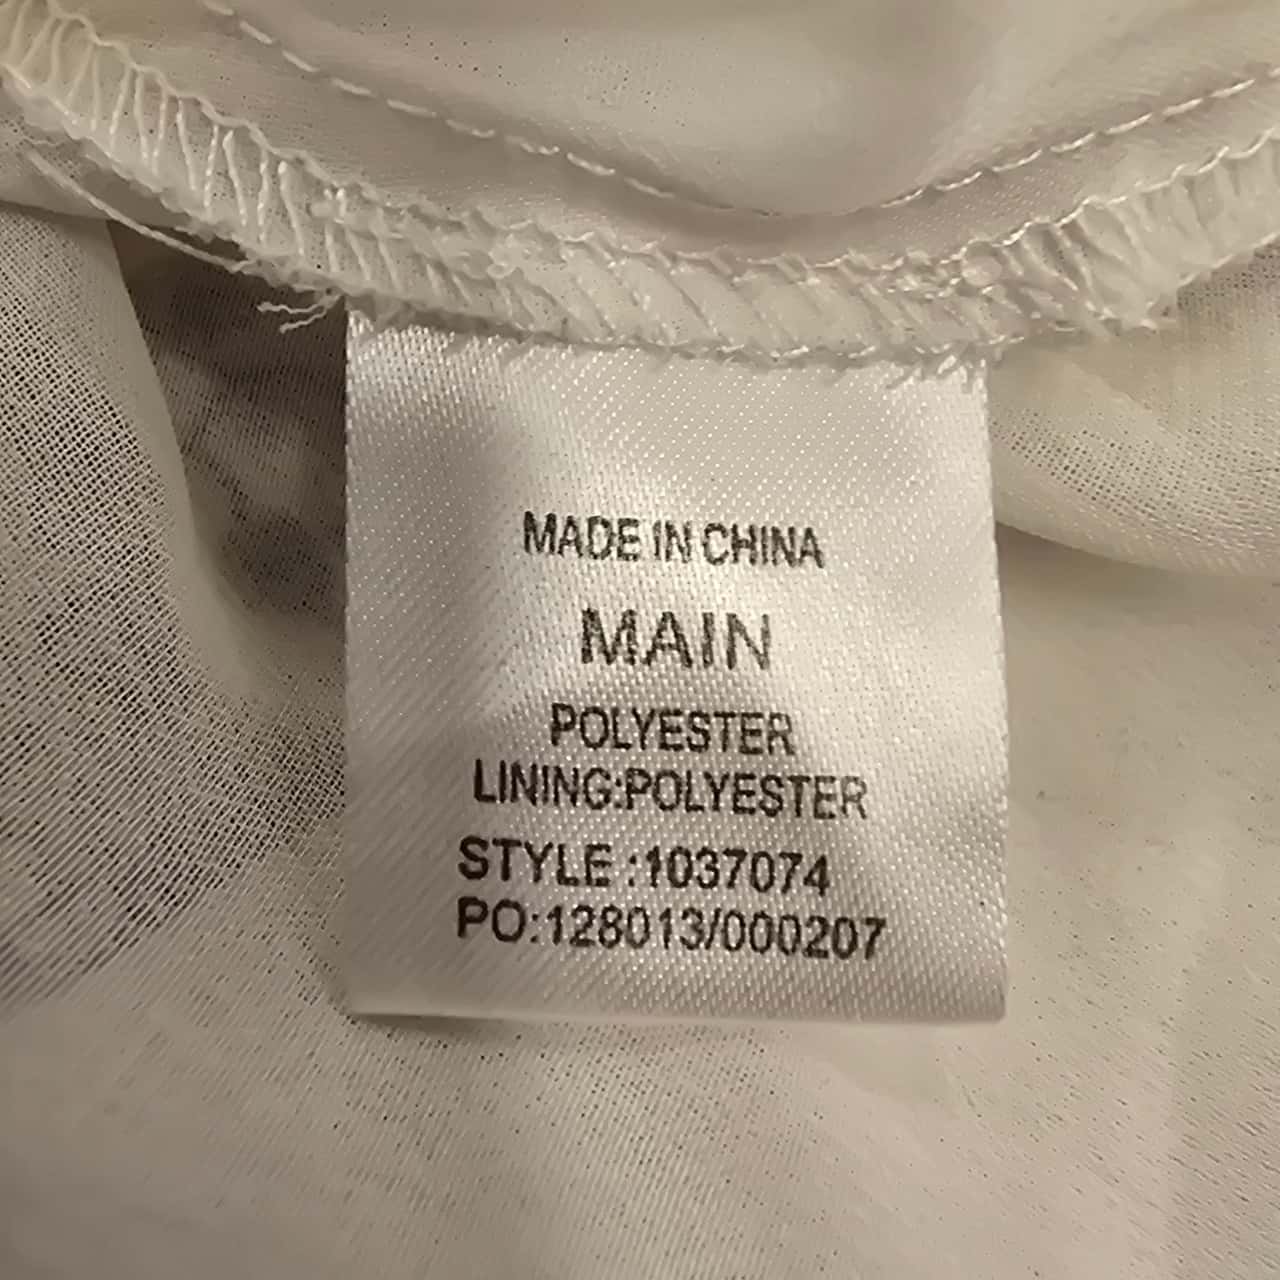 MADE IN CHINA
MAIN
POLYESTER
LINING:POLYESTER
STYLE :1037074
PO:128013/000207